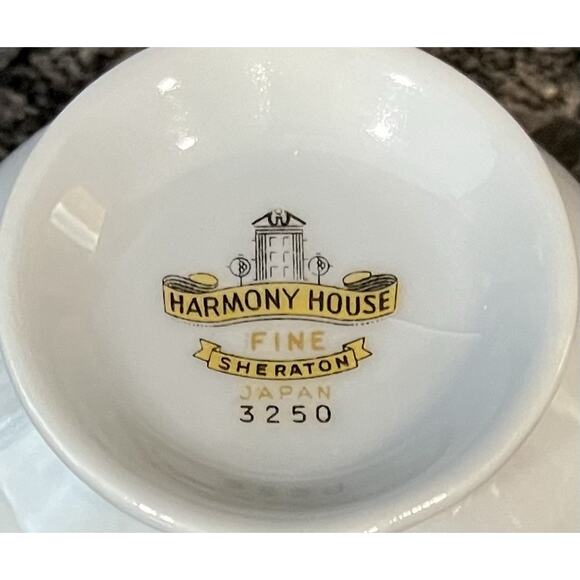 HARMONY HOUSE
FINE
SHERATON
JAPAN
3250